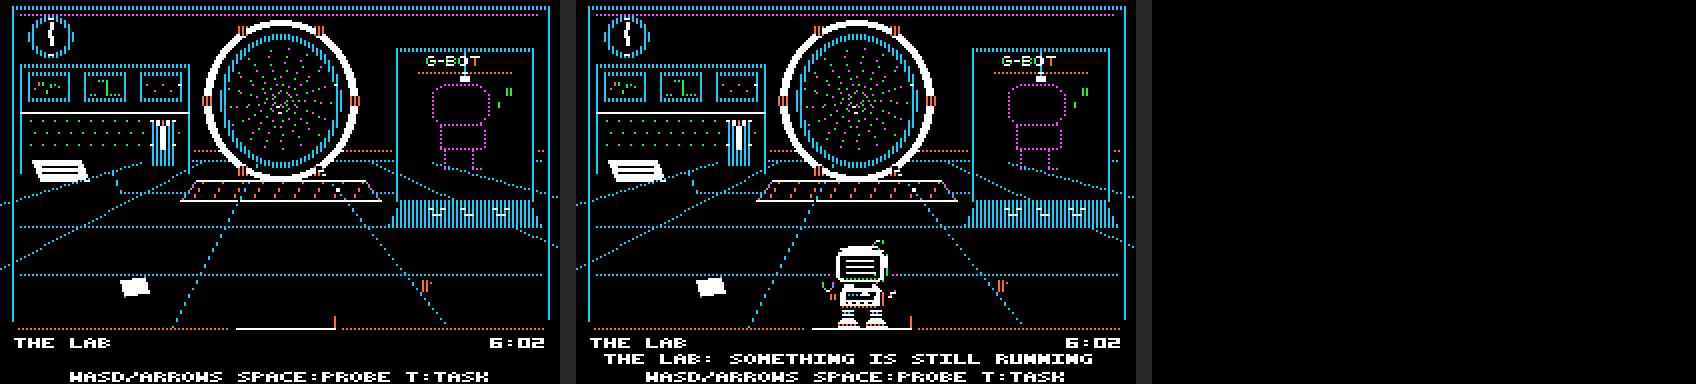 G-BOT
THE LAB 6:02
WASD/ARROWS SPACE:PROBE T:TASK
G-BOT
THE LAB 6:02
THE LAB: SOMETHING IS STILL RUNNING
WASD/ARROWS SPACE:PROBE T:TASK